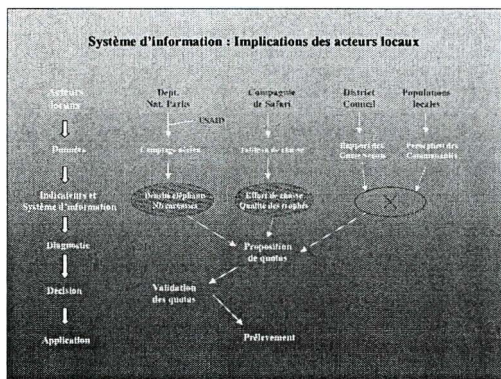 Système d'information : Implications des acteurs locaux
Acteurs
locaux
Dept.
Nat. Parks
Compagnie
de Safari
District
Council
Populations
locales
USAID
Données
Comptage aérien
Tableau de chasse
Rapport des
Game Scouts
Perception des
Communautés
Indicateurs et
Système d'information
Densité éléphants
Nb carcasses
Effort de chasse
Qualité des trophés
Diagnostic
Proposition
de quotas
Décision
Validation
des quotas
Application
Prélèvement